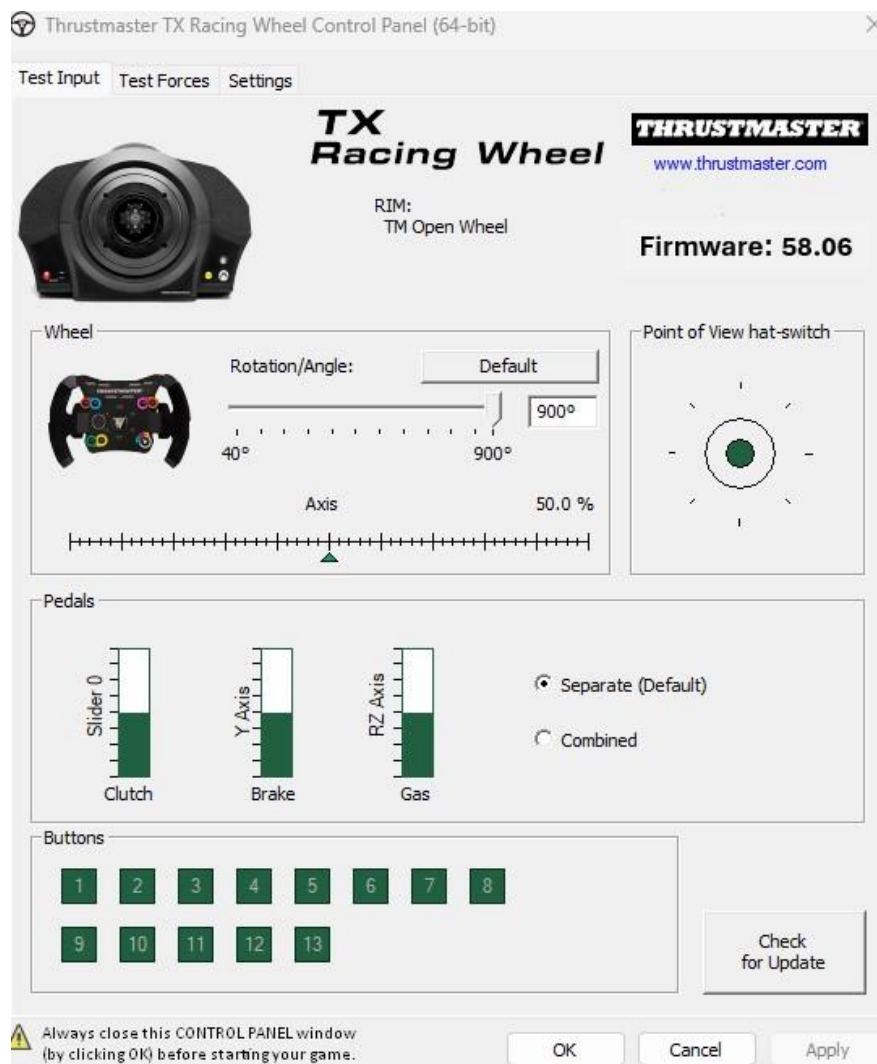 Thrustmaster TX Racing Wheel Control Panel (64-bit)
Test Input Test Forces Settings
TX
Racing Wheel
THRUSTMASTER
www.thrustmaster.com
RIM:
TM Open Wheel
Firmware: 58.06
Wheel
Rotation/Angle:
Default
900°
40° 900°
Axis 50.0 %
Point of View hat-switch
Pedals
Slider 0
Clutch
Y Axis
Brake
RZ Axis
Gas
Separate (Default)
Combined
Buttons
1 2 3 4 5 6 7 8
9 10 11 12 13
Check
for Update
Always close this CONTROL PANEL window
(by clicking OK) before starting your game.
OK Cancel Apply